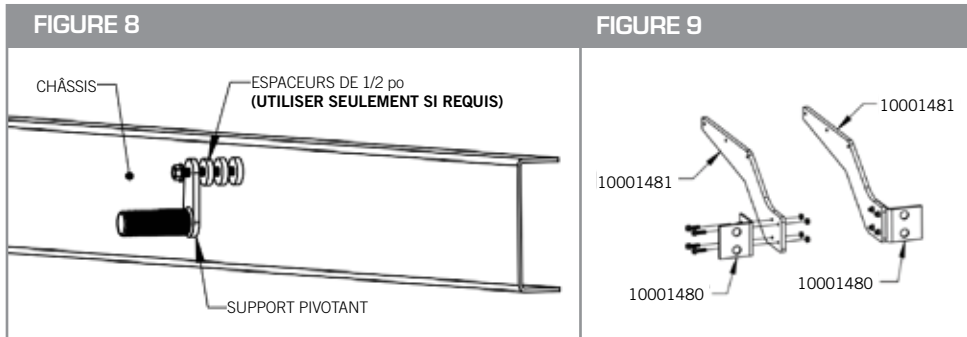 FIGURE 8
CHÂSSIS
ESPACEURS DE 1/2 po
(UTILISER SEULEMENT SI REQUIS)
SUPPORT PIVOTANT
FIGURE 9
10001481
10001481
10001480
10001480